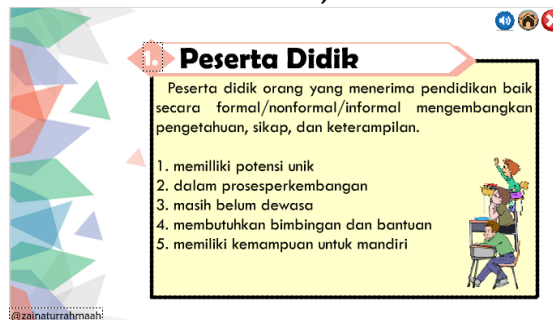 1. Peserta Didik
Peserta didik orang yang menerima pendidikan baik
secara formal/nonformal/informal mengembangkan
pengetahuan, sikap, dan keterampilan.
1. memilliki potensi unik
2. dalam prosesperkembangan
3. masih belum dewasa
4. membutuhkan bimbingan dan bantuan
5. memiliki kemampuan untuk mandiri
@zainaturrahmaah